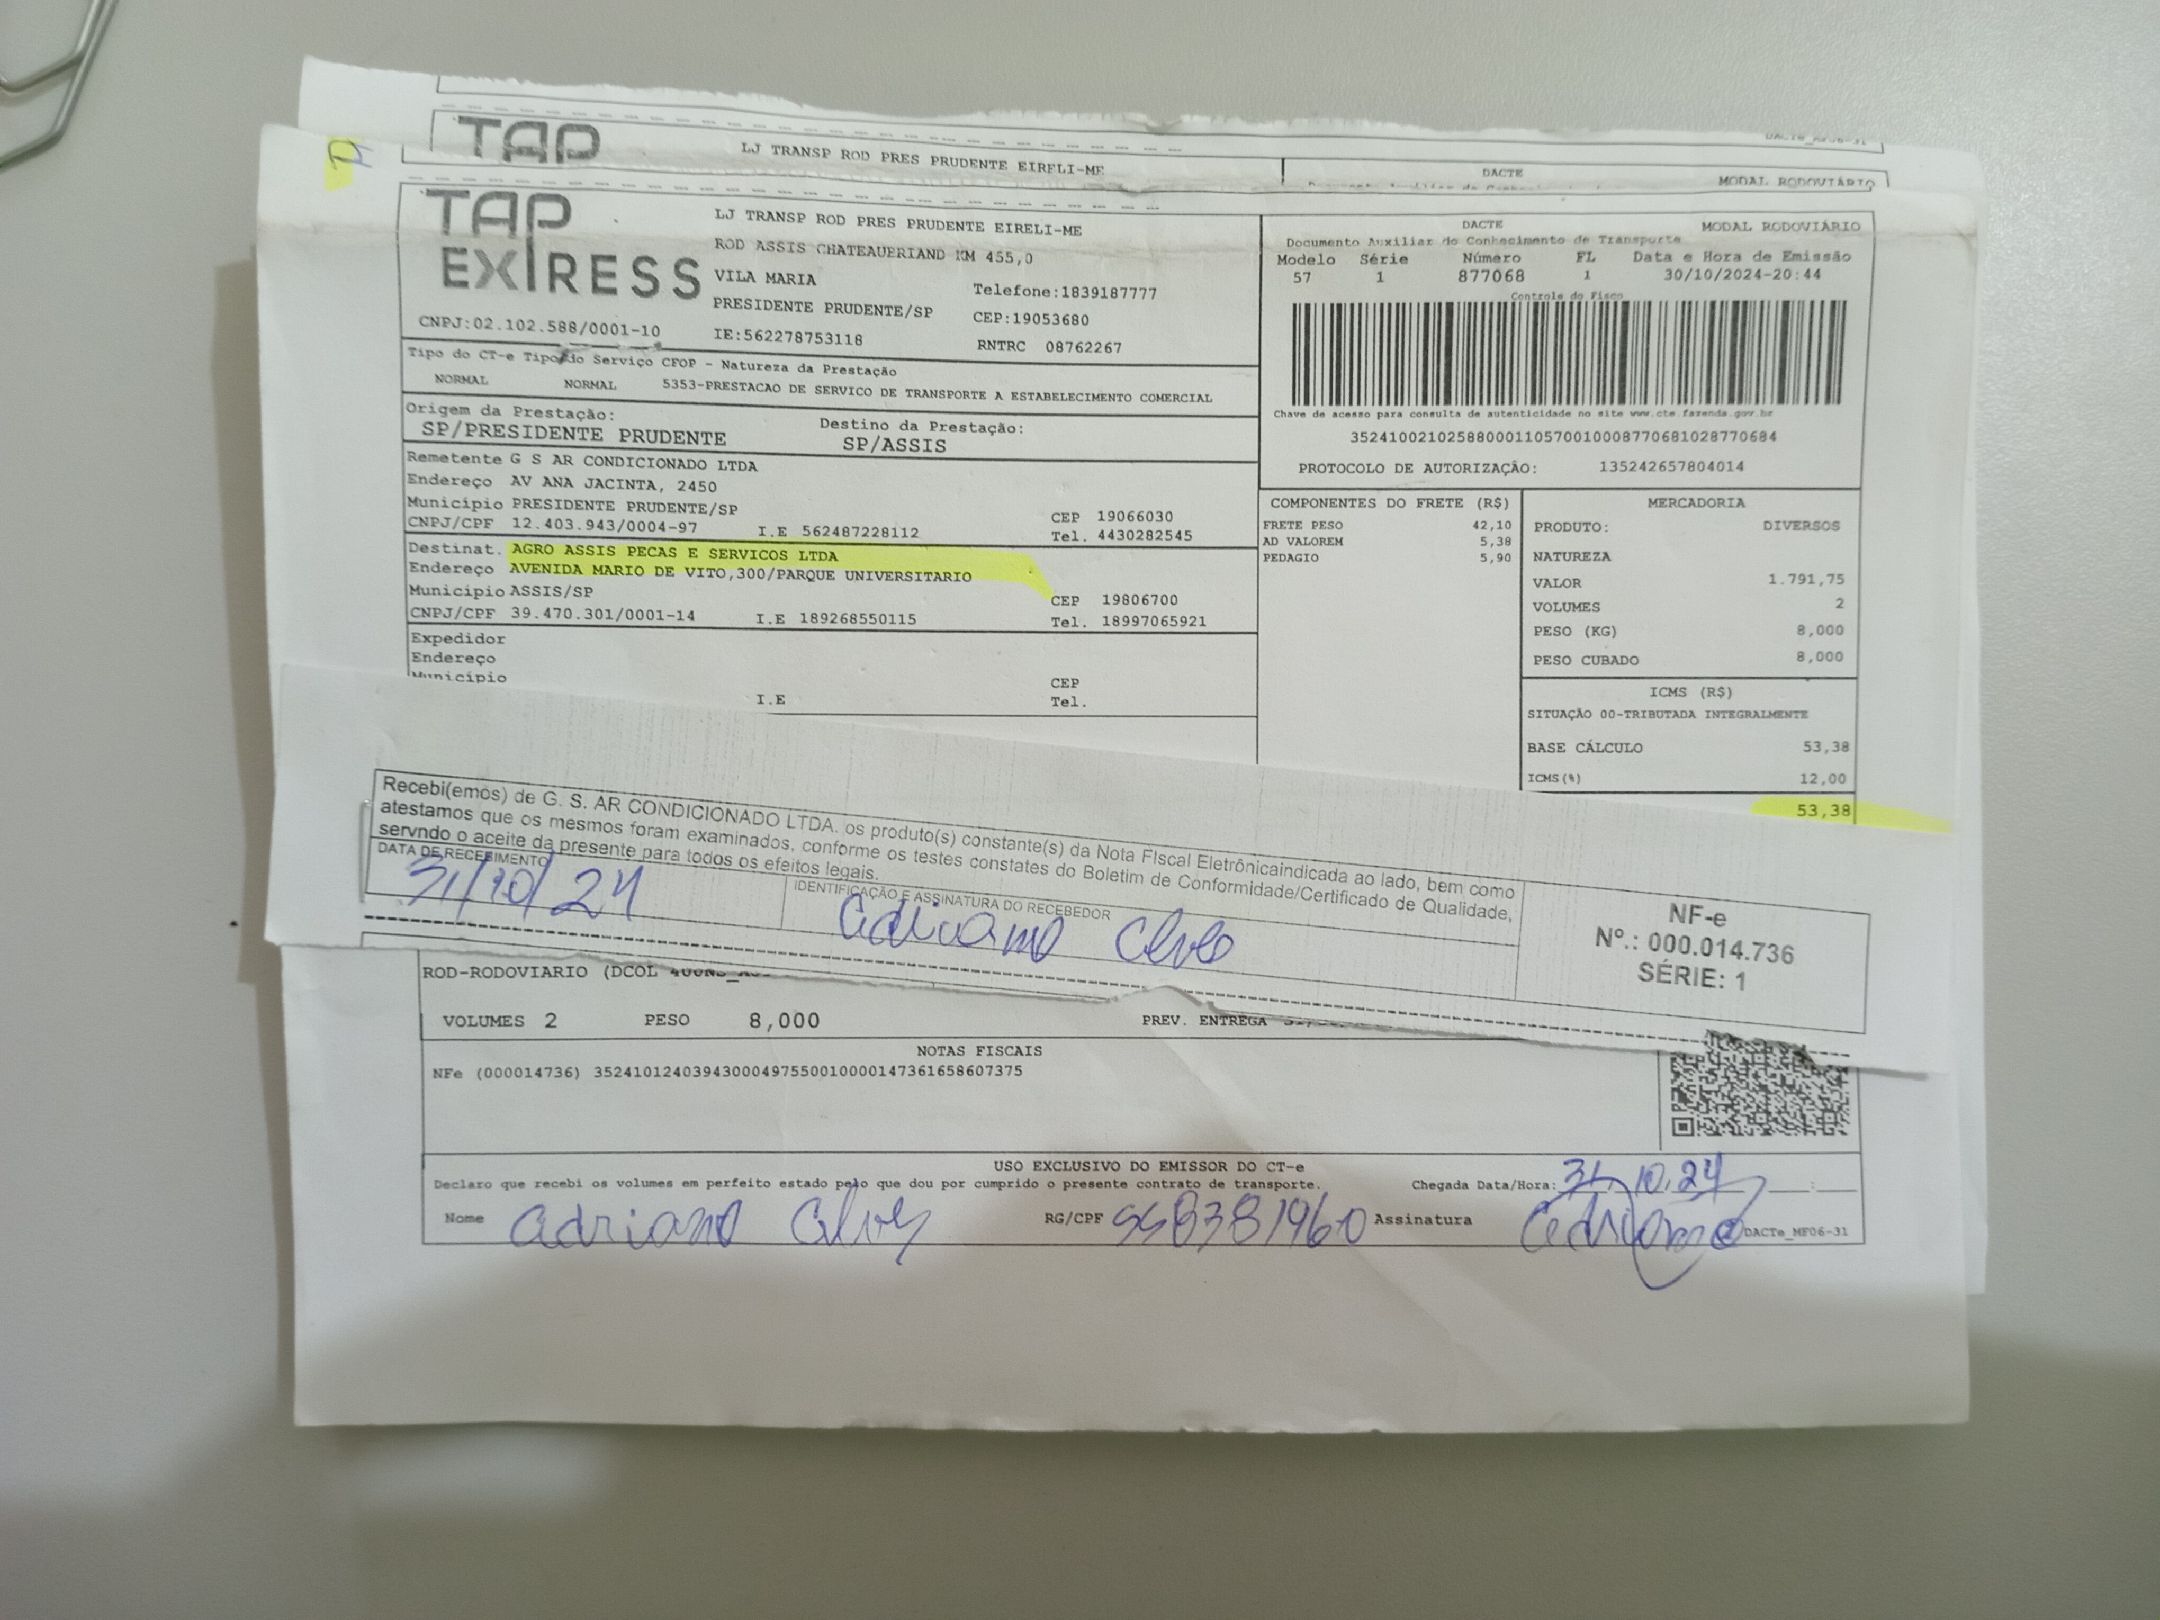 TAP
LJ TRANSP ROD PRES PRUDENTE EIRELI-ME
DACTE
MODAL RODOVIÁRIO
TAP
EXPRESS
CNPJ:02.102.588/0001-10
LJ TRANSP ROD PRES PRUDENTE EIRELI-ME
ROD ASSIS CHATEAUBRIAND KM 455,0
VILA MARIA
Telefone:1839187777
PRESIDENTE PRUDENTE/SP
CEP:19053680
IE:562278753118
RNTRC 08762267
DACTE MODAL RODOVIÁRIO
Documento Auxiliar do Conhecimento de Transporte
Modelo Série Número FL Data e Hora de Emissão
57 1 877068 1 30/10/2024-20:44
Controle do Fisco
Chave de acesso para consulta de autenticidade no site www.cte.fazenda.gov.br
35241002102588000110570010008770681028770684
PROTOCOLO DE AUTORIZAÇÃO: 135242657804014
Tipo do CT-e Tipo do Serviço CFOP - Natureza da Prestação
NORMAL NORMAL 5353-PRESTACAO DE SERVICO DE TRANSPORTE A ESTABELECIMENTO COMERCIAL
Origem da Prestação: Destino da Prestação:
SP/PRESIDENTE PRUDENTE SP/ASSIS
Remetente G S AR CONDICIONADO LTDA
Endereço AV ANA JACINTA, 2450
Município PRESIDENTE PRUDENTE/SP CEP 19066030
CNPJ/CPF 12.403.943/0004-97 I.E 562487228112 Tel. 4430282545
Destinat. AGRO ASSIS PECAS E SERVICOS LTDA
Endereço AVENIDA MARIO DE VITO,300/PARQUE UNIVERSITARIO
Município ASSIS/SP CEP 19806700
CNPJ/CPF 39.470.301/0001-14 I.E 189268550115 Tel. 18997065921
Expedidor
Endereço
Município CEP
I.E Tel.
COMPONENTES DO FRETE (R$)
FRETE PESO 42,10
AD VALOREM 5,38
PEDAGIO 5,90
MERCADORIA
PRODUTO: DIVERSOS
NATUREZA
VALOR 1.791,75
VOLUMES 2
PESO (KG) 8,000
PESO CUBADO 8,000
ICMS (R$)
SITUAÇÃO 00-TRIBUTADA INTEGRALMENTE
BASE CÁLCULO 53,38
ICMS(%) 12,00
53,38
Recebi(emos) de G. S. AR CONDICIONADO LTDA. os produto(s) constante(s) da Nota FIscal Eletrônicaindicada ao lado, bem como
atestamos que os mesmos foram examinados, conforme os testes constates do Boletim de Conformidade/Certificado de Qualidade,
servndo o aceite da presente para todos os efeitos legais.
DATA DE RECEBIMENTO
31/10/24
IDENTIFICAÇÃO E ASSINATURA DO RECEBEDOR
Adriano Alves
NF-e
Nº.: 000.014.736
SÉRIE: 1
ROD-RODOVIARIO (DCOL
VOLUMES 2 PESO 8,000 PREV. ENTREGA
NOTAS FISCAIS
NFe (000014736) 35241012403943000497550010000147361658607375
USO EXCLUSIVO DO EMISSOR DO CT-e
Declaro que recebi os volumes em perfeito estado pelo que dou por cumprido o presente contrato de transporte. Chegada Data/Hora: 31.10.24
Nome Adriano Alves RG/CPF 558381960 Assinatura Adriano
DACTe_MF06-31